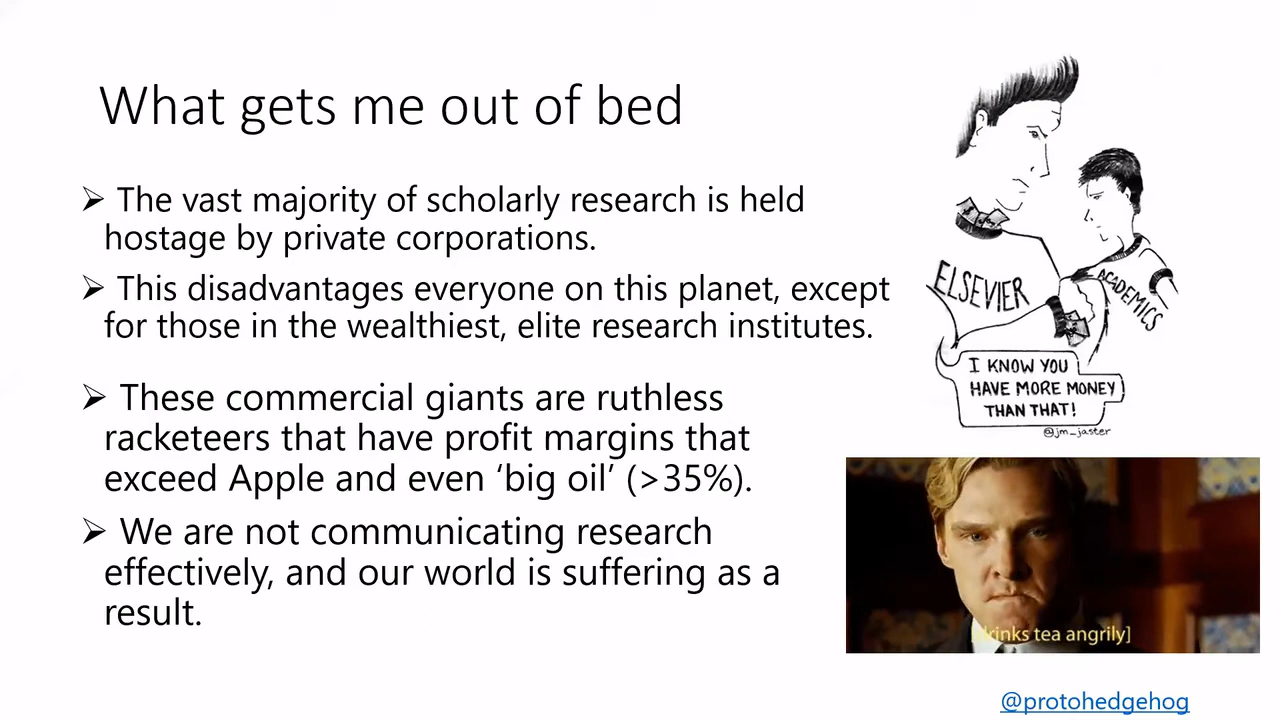 What gets me out of bed
➢ The vast majority of scholarly research is held
hostage by private corporations.
➢ This disadvantages everyone on this planet, except
for those in the wealthiest, elite research institutes.
➢ These commercial giants are ruthless
racketeers that have profit margins that
exceed Apple and even ‘big oil’ (>35%).
➢ We are not communicating research
effectively, and our world is suffering as a
result.
ELSEVIER
ACADEMICS
I KNOW YOU
HAVE MORE MONEY
THAN THAT!
@jm_jaster
tea angrily]
@protohedgehog